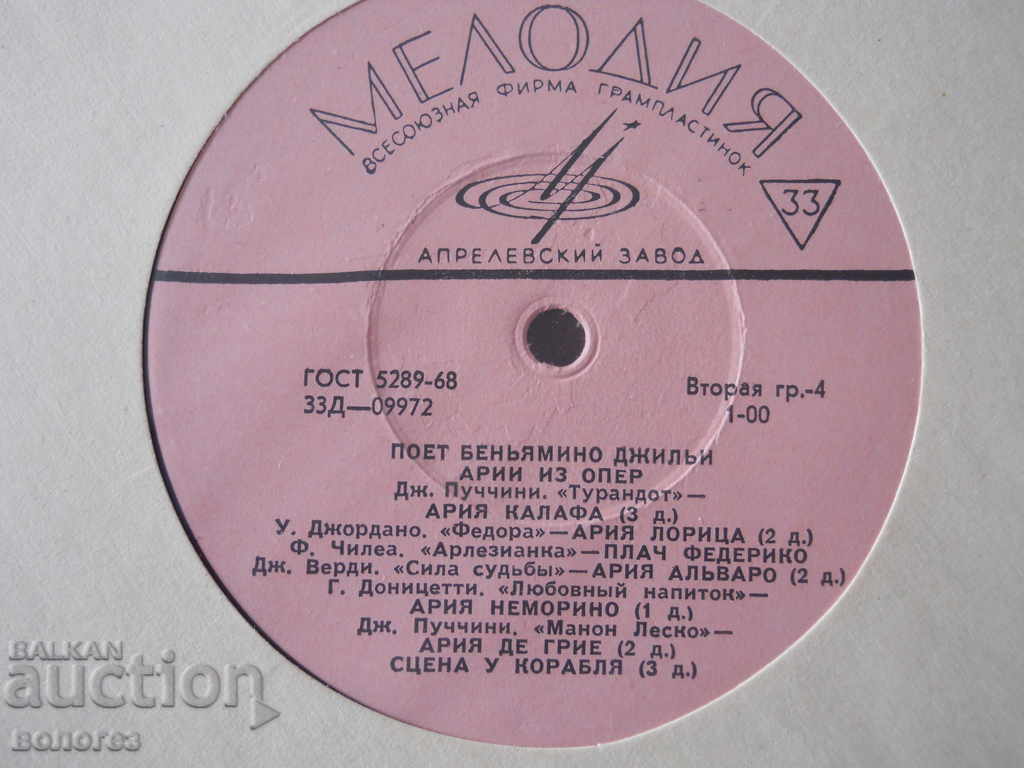 МЕЛОДИЯ
ВСЕСОЮЗНАЯ ФИРМА ГРАМПЛАСТИНОК
33
АПРЕЛЕВСКИЙ ЗАВОД
ГОСТ 5289-68
Вторая гр.-4
33Д—09972
1-00
ПОЕТ БЕНЬЯМИНО ДЖИЛЬИ
АРИИ ИЗ ОПЕР
Дж. Пуччини. «Турандот»—
АРИЯ КАЛАФА (3 д.)
У. Джордано. «Федора»—АРИЯ ЛОРИЦА (2 д.)
Ф. Чилеа. «Арлезианка»—ПЛАЧ ФЕДЕРИКО
Дж. Верди. «Сила судьбы»—АРИЯ АЛЬВАРО (2 д.)
Г. Доницетти. «Любовный напиток»—
АРИЯ НЕМОРИНО (1 д.)
Дж. Пуччини. «Манон Леско»—
АРИЯ ДЕ ГРИЕ (2 д.)
СЦЕНА У КОРАБЛЯ (3 д.)
BALKAN
auction
Волоrез